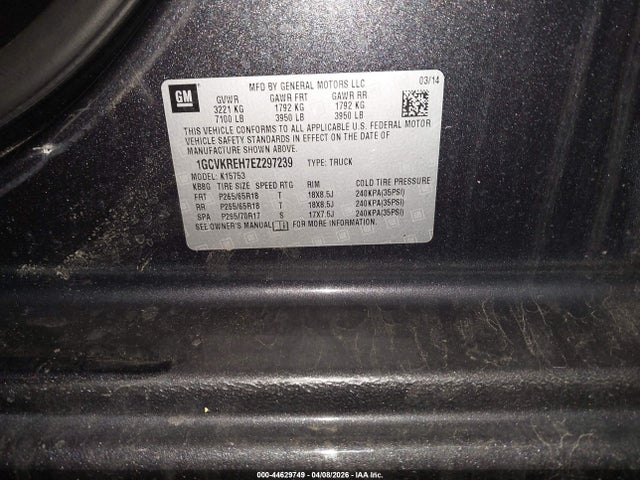 GM
MFD BY GENERAL MOTORS LLC
03/14
GVWR GAWR FRT GAWR RR
3221 KG 1792 KG 1792 KG
7100 LB 3950 LB 3950 LB
THIS VEHICLE CONFORMS TO ALL APPLICABLE U.S. FEDERAL MOTOR
VEHICLE SAFETY STANDARDS IN EFFECT ON THE DATE OF
MANUFACTURE SHOWN ABOVE.
1GCVKREH7EZ297239 TYPE: TRUCK
MODEL: K15753
KBBG TIRE SIZE SPEED RTG RIM COLD TIRE PRESSURE
FRT P265/65R18 T 18X8.5J 240KPA(35PSI)
RR P265/65R18 T 18X8.5J 240KPA(35PSI)
SPA P265/70R17 S 17X7.5J 240KPA(35PSI)
SEE OWNER'S MANUAL FOR MORE INFORMATION.
000-44629749 - 04/08/2026 - IAA Inc.